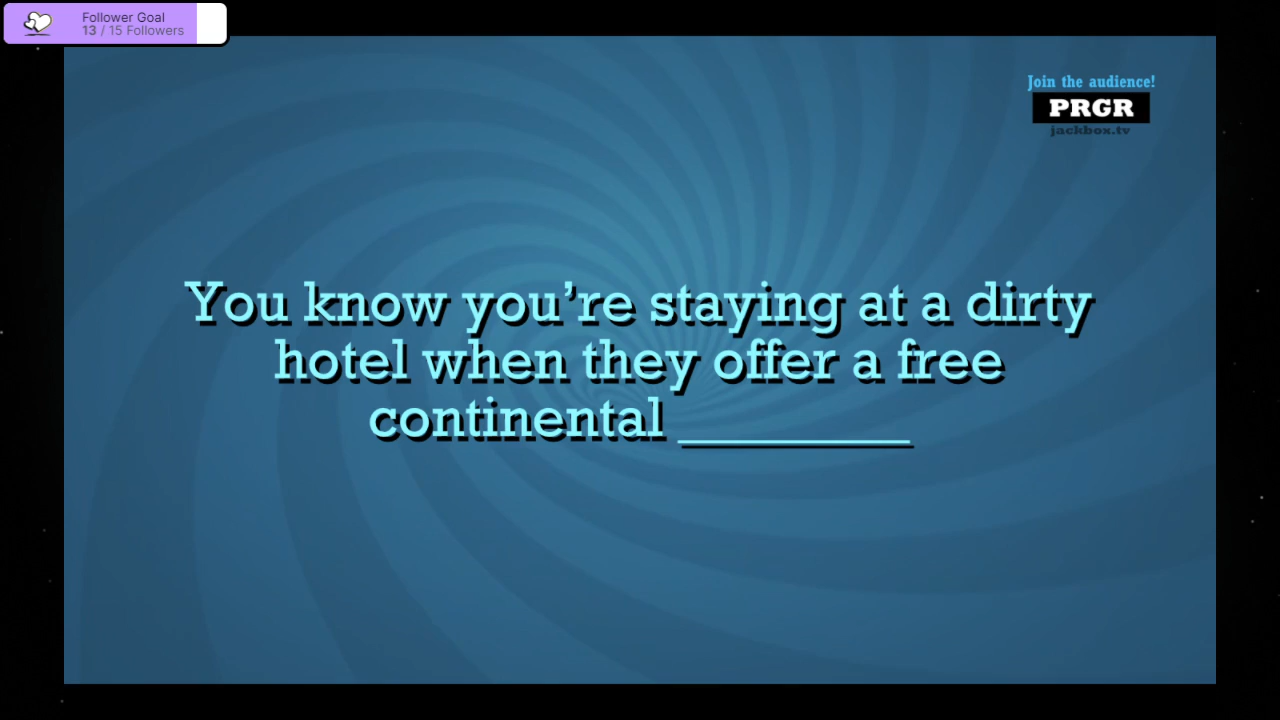 Follower Goal
13 / 15 Followers
Join the audience!
PRGR
jackbox.tv
You know you’re staying at a dirty
hotel when they offer a free
continental ________